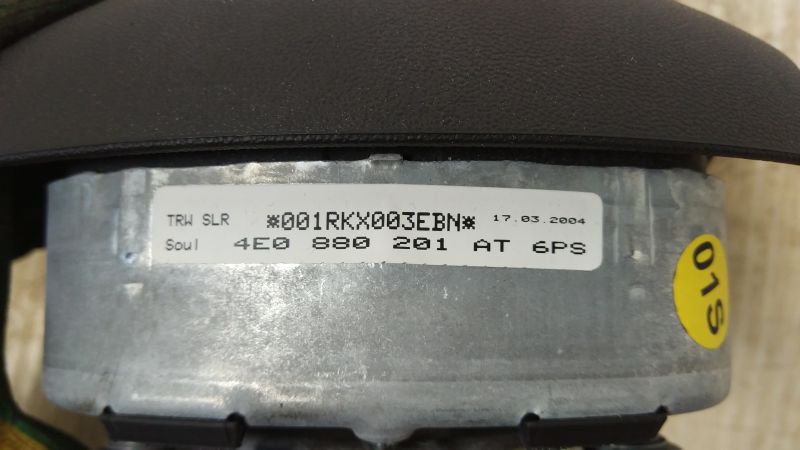 TRW SLR *001RKX003EBN* 17.03.2004
Soul 4E0 880 201 AT 6PS
01S